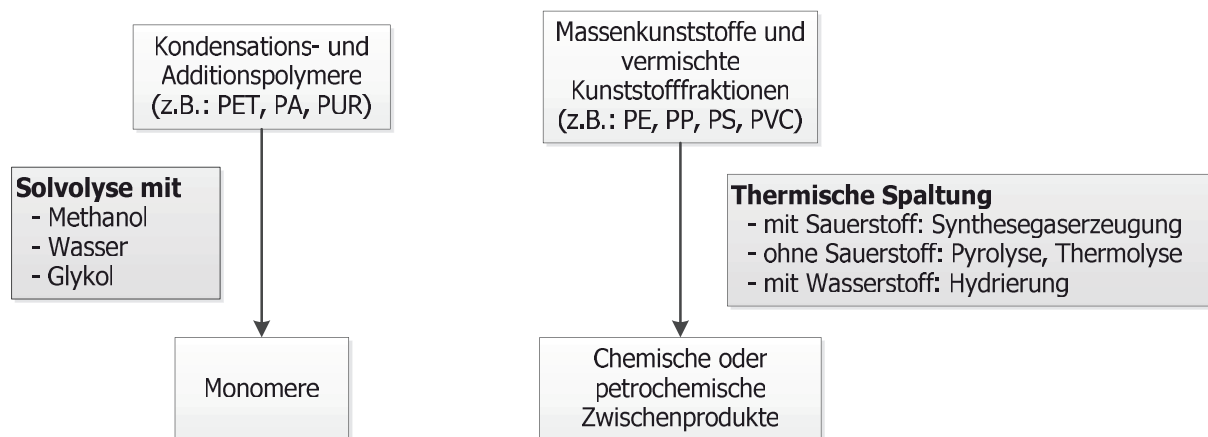 Kondensations- und
Additionspolymere
(z.B.: PET, PA, PUR)
Massenkunststoffe und
vermischte
Kunststofffraktionen
(z.B.: PE, PP, PS, PVC)
Solvolyse mit
- Methanol
- Wasser
- Glykol
Thermische Spaltung
- mit Sauerstoff: Synthesegaserzeugung
- ohne Sauerstoff: Pyrolyse, Thermolyse
- mit Wasserstoff: Hydrierung
Monomere
Chemische oder
petrochemische
Zwischenprodukte